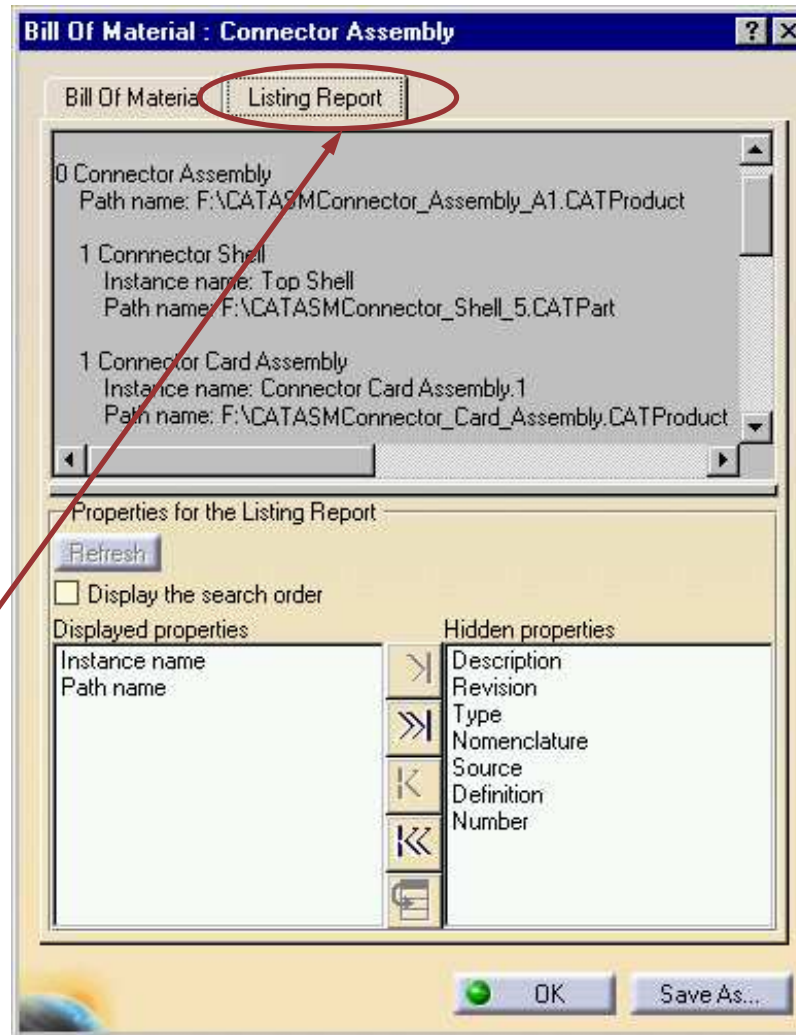 Bill Of Material : Connector Assembly
Bill Of Materia Listing Report
0 Connector Assembly
Path name: F:\CATASMConnector_Assembly_A1.CATProduct
1 Connnector Shell
Instance name: Top Shell
Path name: F:\CATASMConnector_Shell_5.CATPart
1 Connector Card Assembly
Instance name: Connector Card Assembly.1
Path name: F:\CATASMConnector_Card_Assembly.CATProduct
Properties for the Listing Report
Refresh
Display the search order
Displayed properties Hidden properties
Instance name Description
Path name Revision
Type
Nomenclature
Source
Definition
Number
OK Save As...